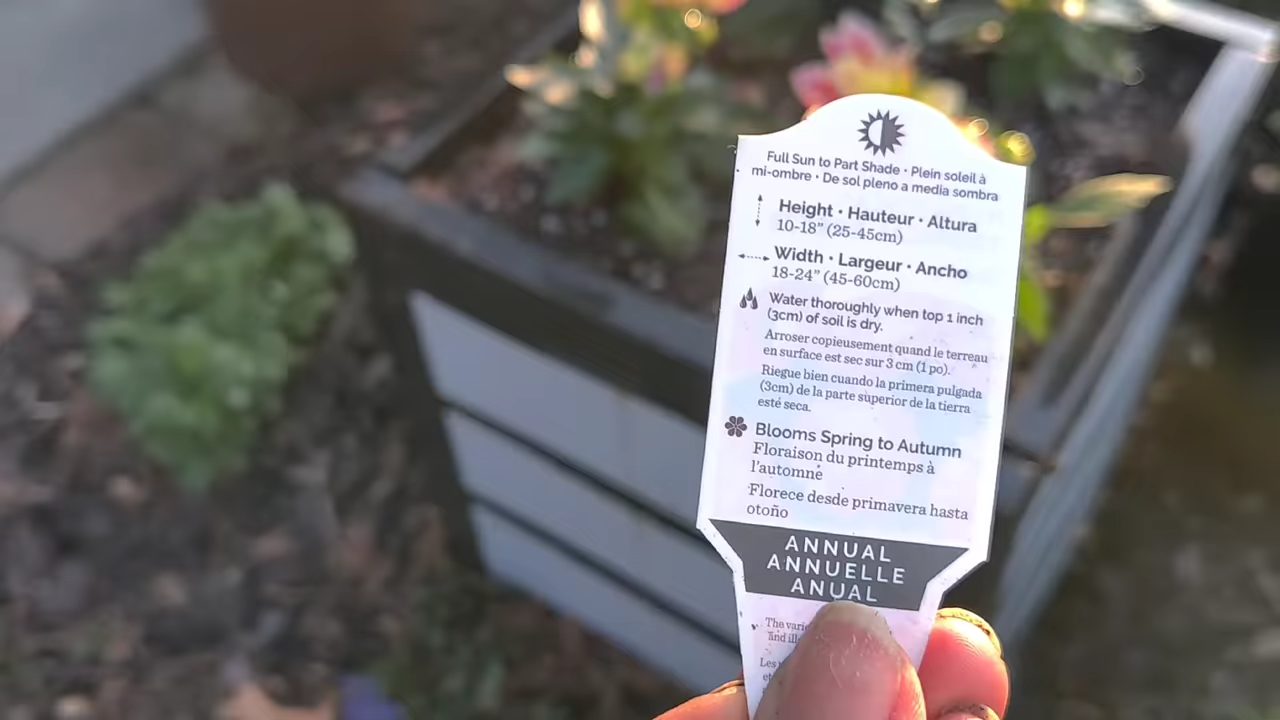 Full Sun to Part Shade • Plein soleil à
mi-ombre • De sol pleno a media sombra
Height • Hauteur • Altura
10-18" (25-45cm)
Width • Largeur • Ancho
18-24" (45-60cm)
Water thoroughly when top 1 inch
(3cm) of soil is dry.
Arroser copieusement quand le terreau
en surface est sec sur 3 cm (1 po).
Riegue bien cuando la primera pulgada
(3cm) de la parte superior de la tierra
esté seca.
Blooms Spring to Autumn
Floraison du printemps à
l'automne
Florece desde primavera hasta
otoño
ANNUAL
ANNUELLE
ANUAL
The
and
Les